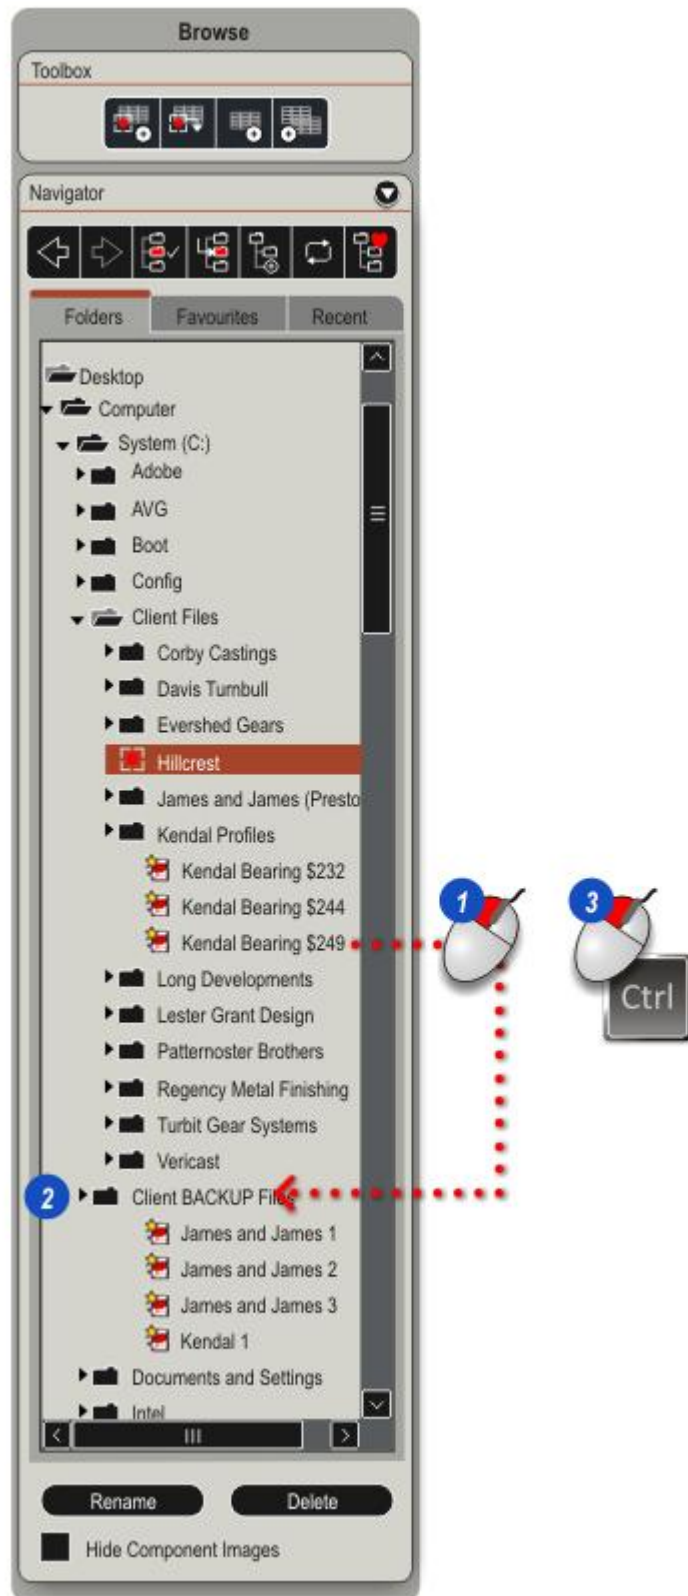 Browse
Toolbox
Navigator
Folders Favourites Recent
Desktop
Computer
System (C:)
Adobe
AVG
Boot
Config
Client Files
Corby Castings
Davis Turnbull
Evershed Gears
Hillcrest
James and James (Presto
Kendal Profiles
Kendal Bearing $232
Kendal Bearing $244
Kendal Bearing $249
1 3
Ctrl
Long Developments
Lester Grant Design
Patternoster Brothers
Regency Metal Finishing
Turbit Gear Systems
Vericast
2 Client BACKUP Files
James and James 1
James and James 2
James and James 3
Kendal 1
Documents and Settings
Intel
Rename Delete
Hide Component Images